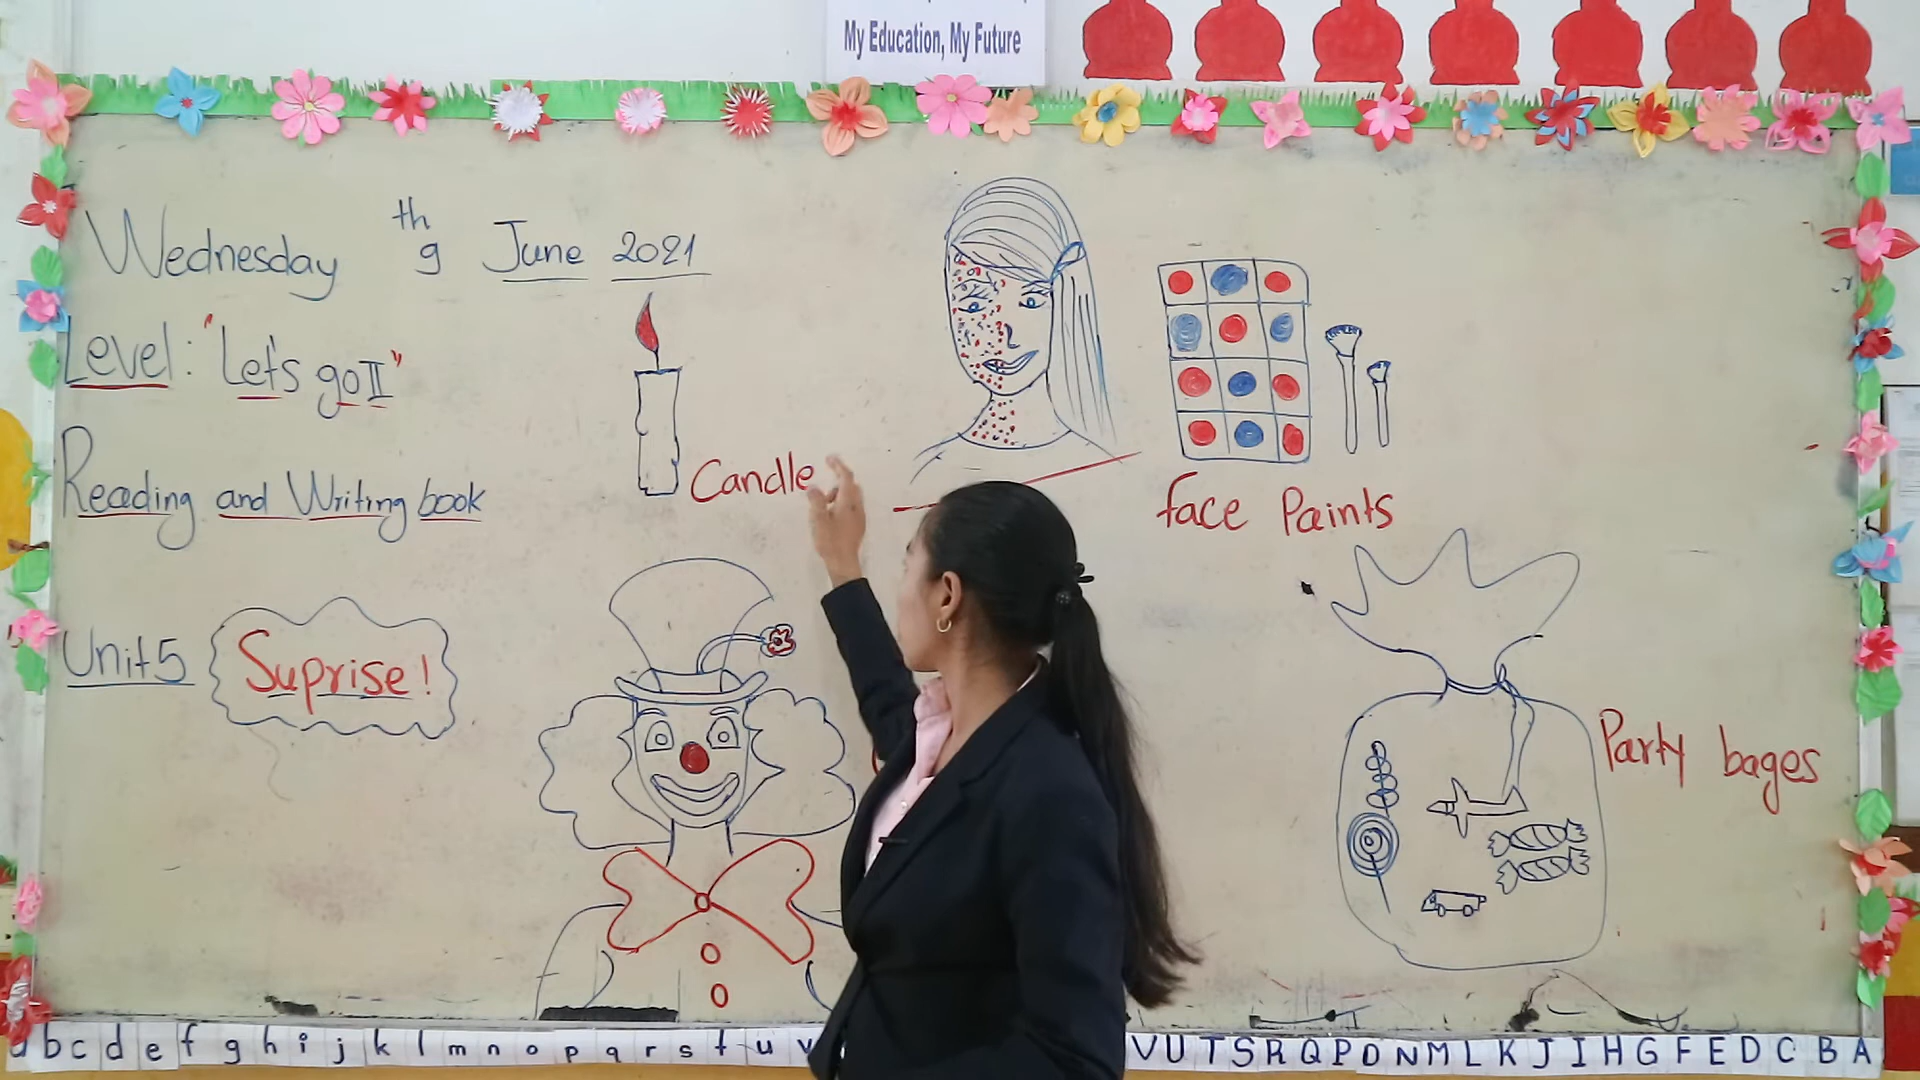 My Education, My Future
Wednesday 9th June 2021
Level: "Let's go II"
Reading and Writing book
Unit 5 Suprise!
Candle
face Paints
Party bages
a b c d e f g h i j k l m n o p q r s t u v
V U T S R Q P O N M L K J I H G F E D C B A